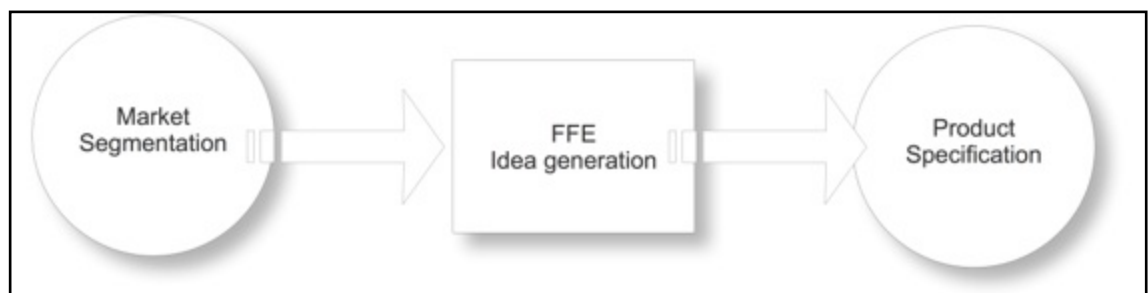 Market
Segmentation
FFE
Idea generation
Product
Specification